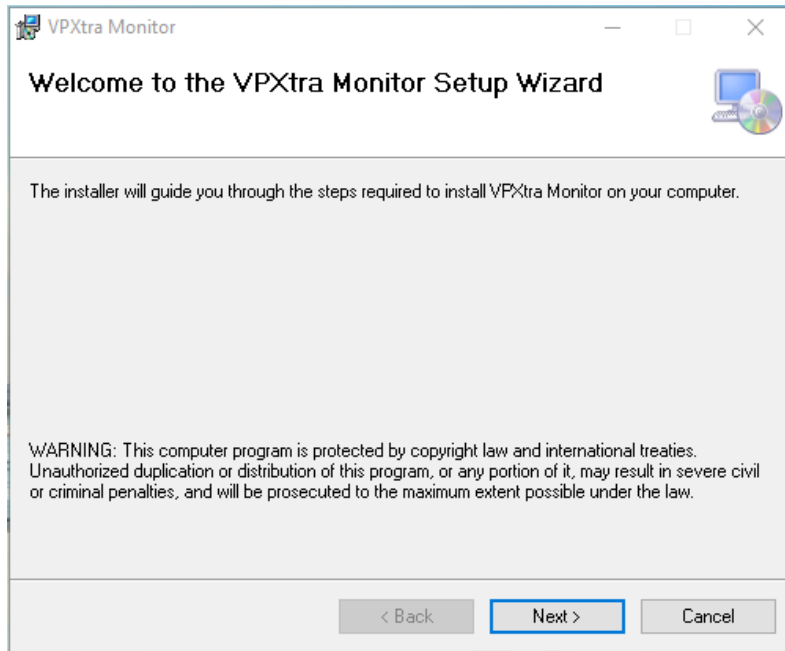 VPXtra Monitor
Welcome to the VPXtra Monitor Setup Wizard
The installer will guide you through the steps required to install VPXtra Monitor on your computer.
WARNING: This computer program is protected by copyright law and international treaties.
Unauthorized duplication or distribution of this program, or any portion of it, may result in severe civil
or criminal penalties, and will be prosecuted to the maximum extent possible under the law.
< Back
Next >
Cancel